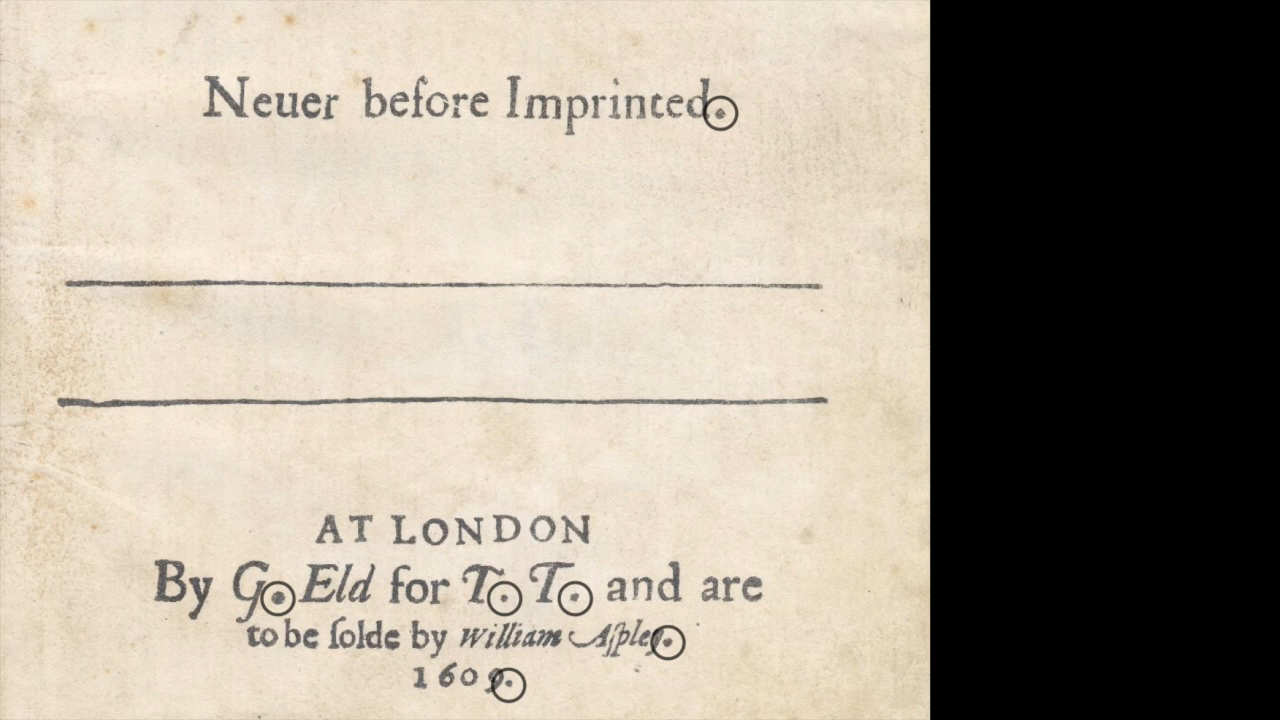 Neuer before Imprinted.
AT LONDON
By G. Eld for T. T. and are
to be ſolde by William Aſpley.
1609.